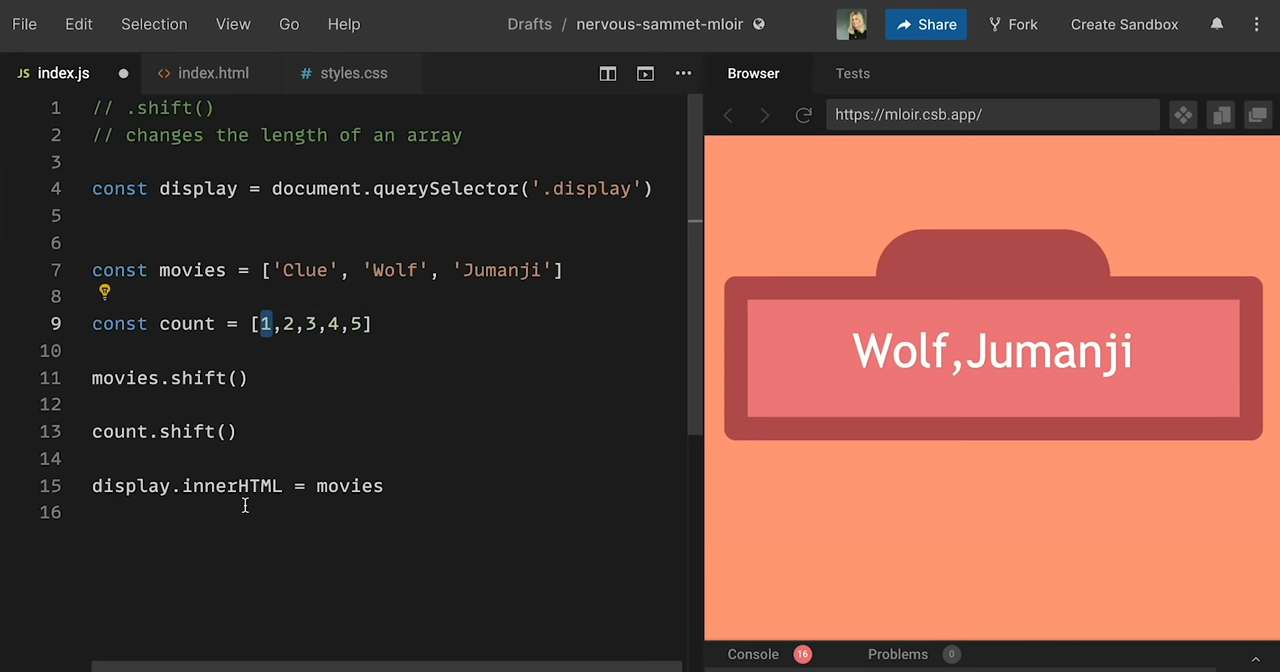 File Edit Selection View Go Help Drafts / nervous-sammet-mloir Share Fork Create Sandbox
JS index.js <> index.html # styles.css
1 // .shift()
2 // changes the length of an array
3
4 const display = document.querySelector('.display')
5
6
7 const movies = ['Clue', 'Wolf', 'Jumanji']
8
9 const count = [1,2,3,4,5]
10
11 movies.shift()
12
13 count.shift()
14
15 display.innerHTML = movies
16
Browser Tests
https://mloir.csb.app/
Wolf,Jumanji
Console 16 Problems 0